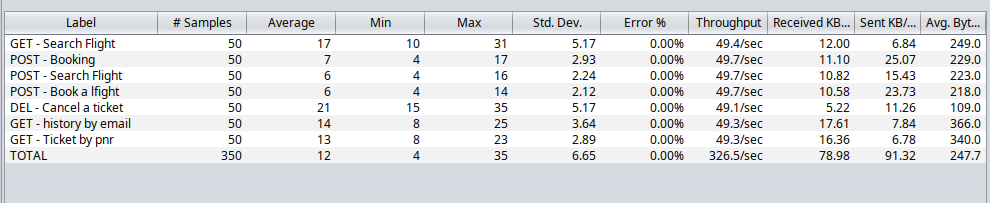 Label # Samples Average Min Max Std. Dev. Error % Throughput Received KB... Sent KB/... Avg. Byt...
GET - Search Flight 50 17 10 31 5.17 0.00% 49.4/sec 12.00 6.84 249.0
POST - Booking 50 7 4 17 2.93 0.00% 49.7/sec 11.10 25.07 229.0
POST - Search Flight 50 6 4 16 2.24 0.00% 49.7/sec 10.82 15.43 223.0
POST - Book a lfight 50 6 4 14 2.12 0.00% 49.7/sec 10.58 23.73 218.0
DEL - Cancel a ticket 50 21 15 35 5.17 0.00% 49.1/sec 5.22 11.26 109.0
GET - history by email 50 14 8 25 3.64 0.00% 49.3/sec 17.61 7.84 366.0
GET - Ticket by pnr 50 13 8 23 2.89 0.00% 49.3/sec 16.36 6.78 340.0
TOTAL 350 12 4 35 6.65 0.00% 326.5/sec 78.98 91.32 247.7